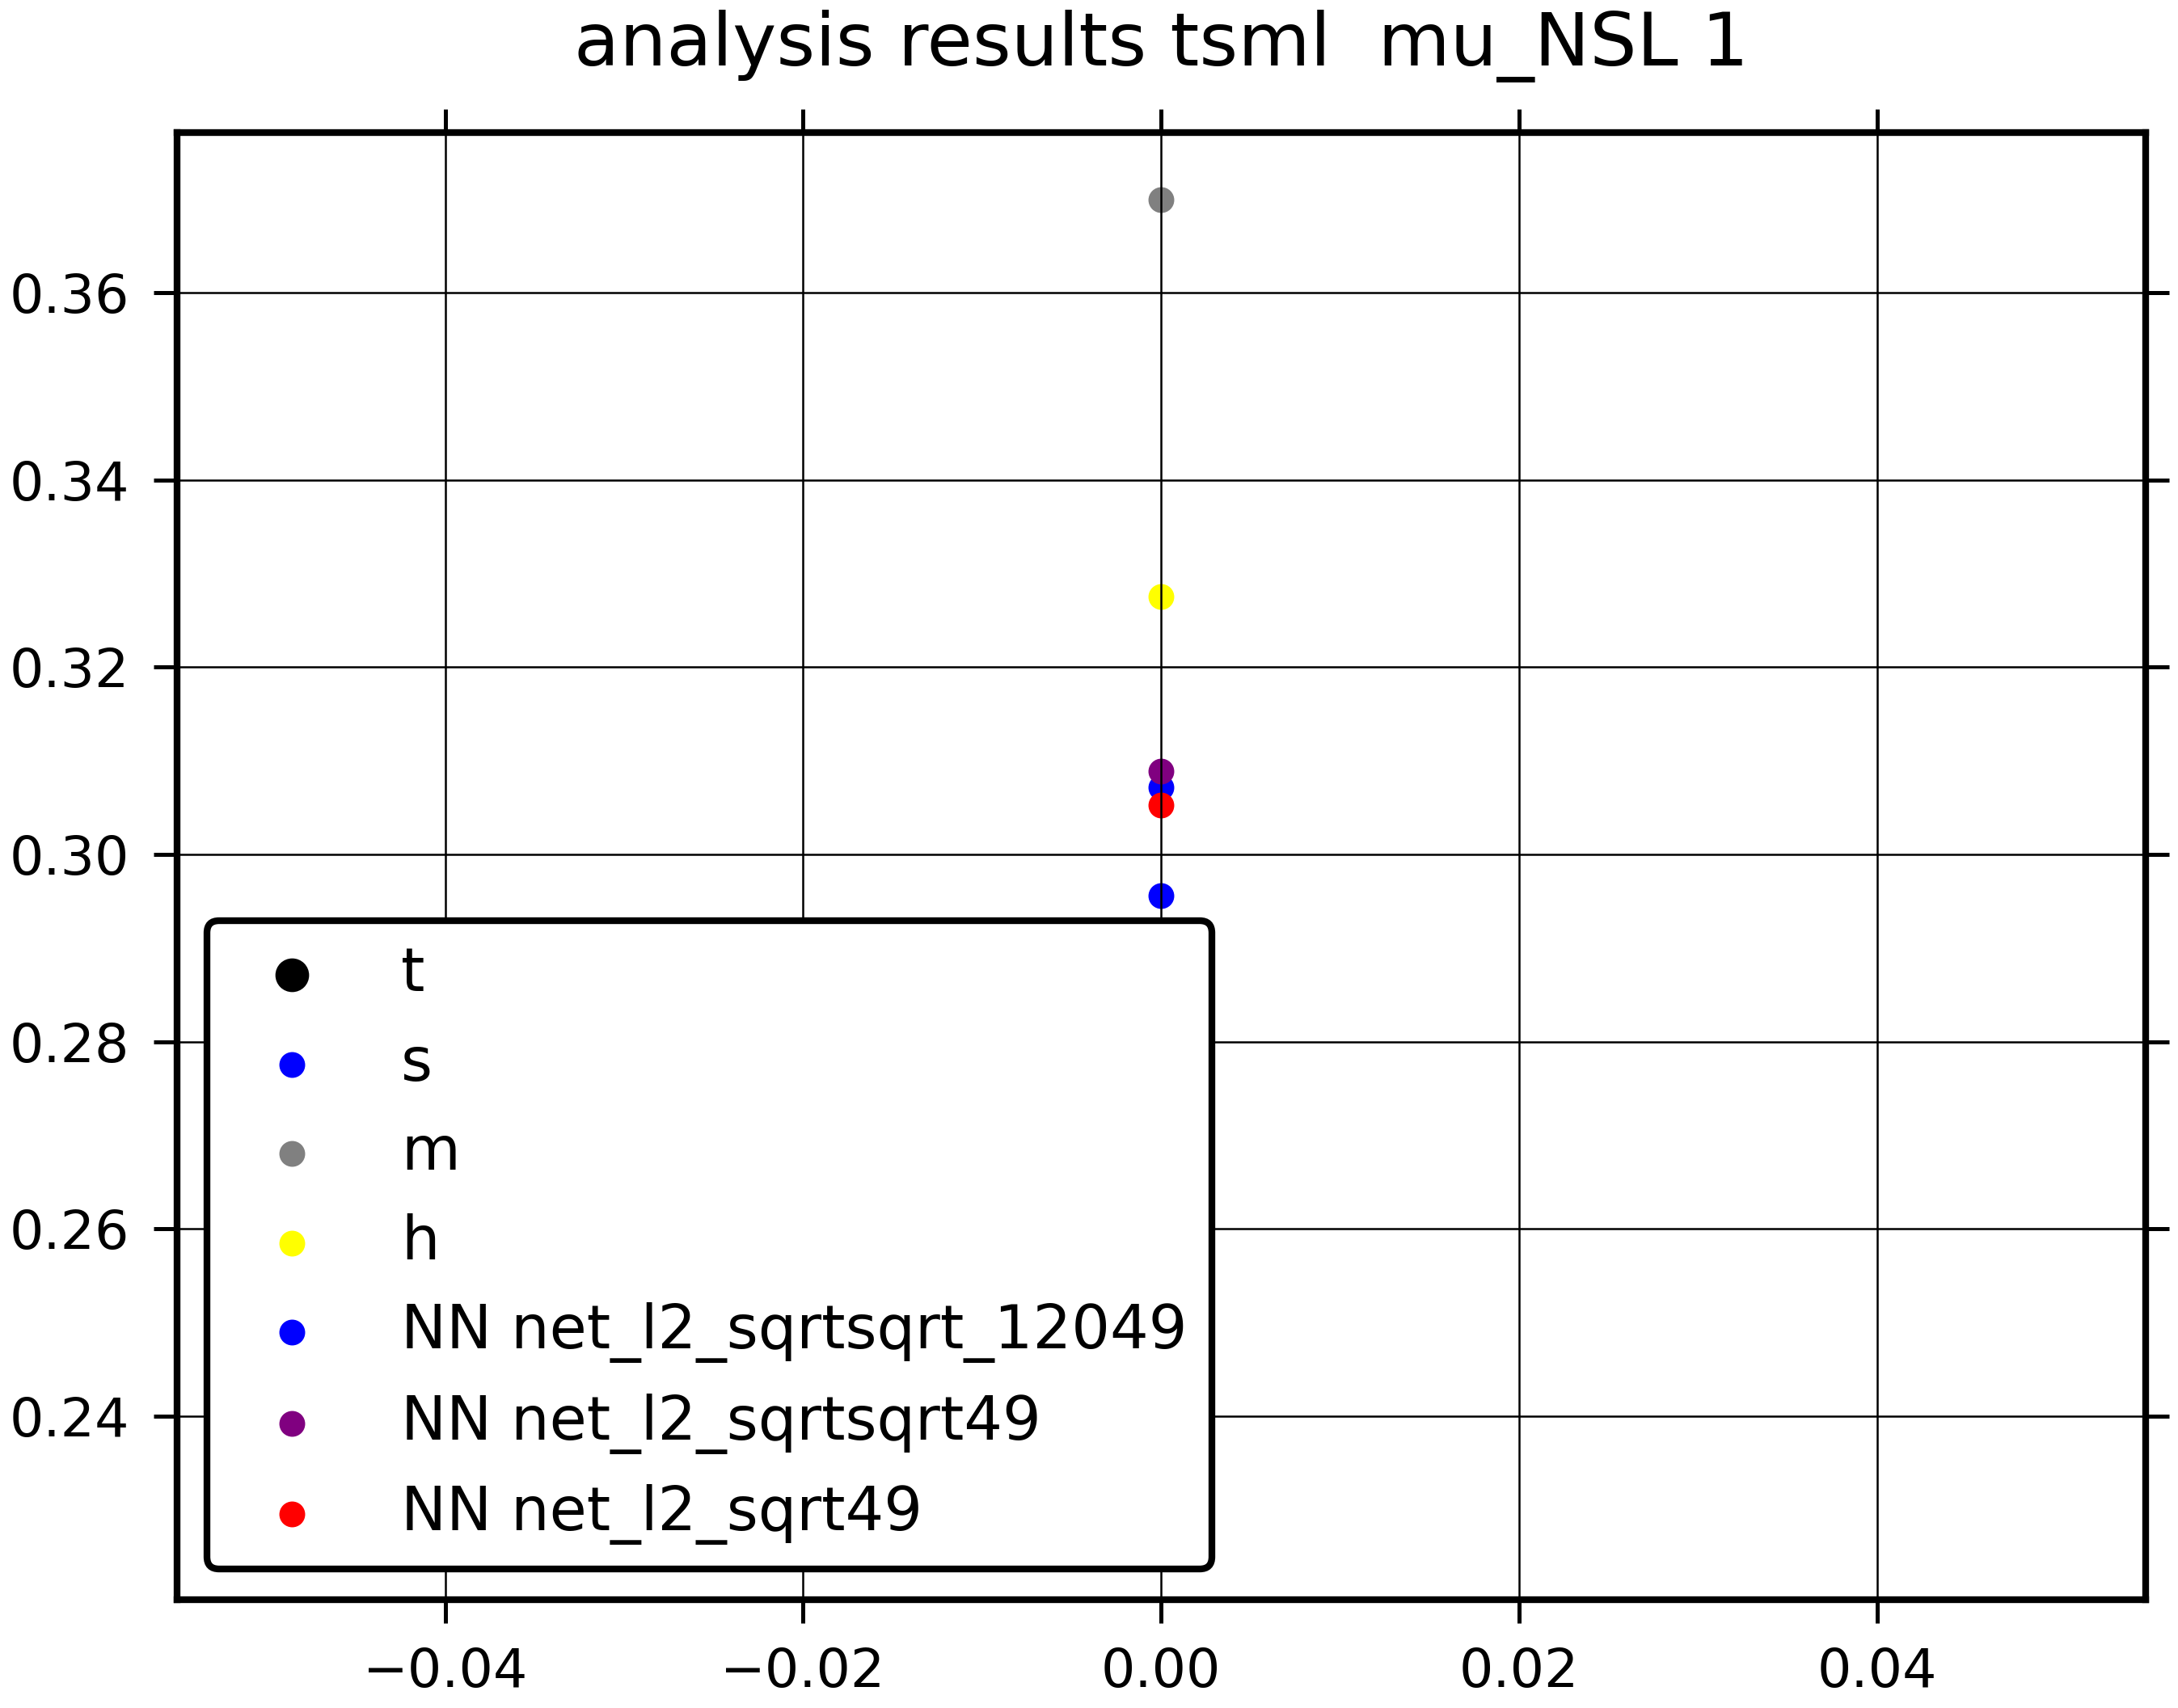 analysis results tsml  mu_NSL 1
0.36
0.34
0.32
0.30
0.28
0.26
0.24
t
s
m
h
NN net_l2_sqrtsqrt_12049
NN net_l2_sqrtsqrt49
NN net_l2_sqrt49
−0.04 −0.02 0.00 0.02 0.04